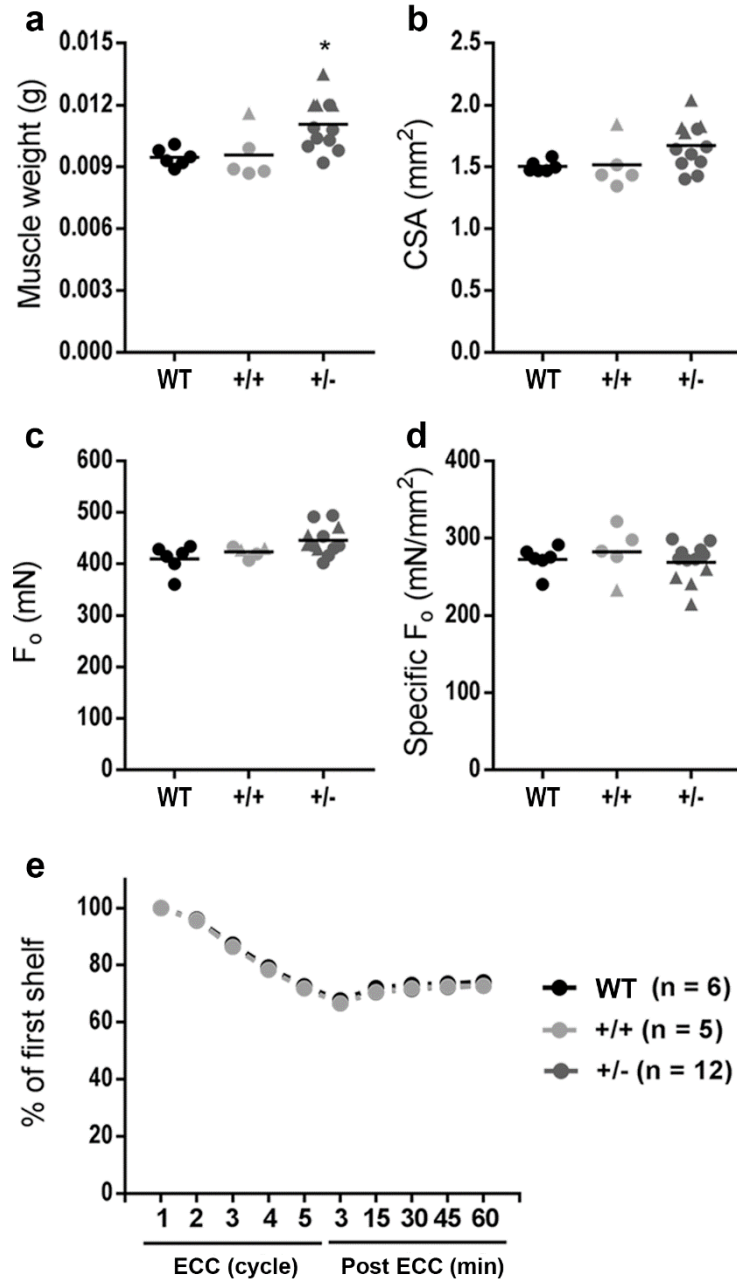 a
Muscle weight (g)
0.015
0.012
0.009
0.006
0.003
0.000
*
WT +/+ +/-
b
CSA (mm²)
2.5
2.0
1.5
1.0
0.5
0.0
WT +/+ +/-
c
Fₒ (mN)
600
500
400
300
200
100
0
WT +/+ +/-
d
Specific Fₒ (mN/mm²)
400
300
200
100
0
WT +/+ +/-
e
% of first shelf
100
80
60
40
20
0
1 2 3 4 5 3 15 30 45 60
ECC (cycle) Post ECC (min)
WT (n = 6)
+/+ (n = 5)
+/- (n = 12)